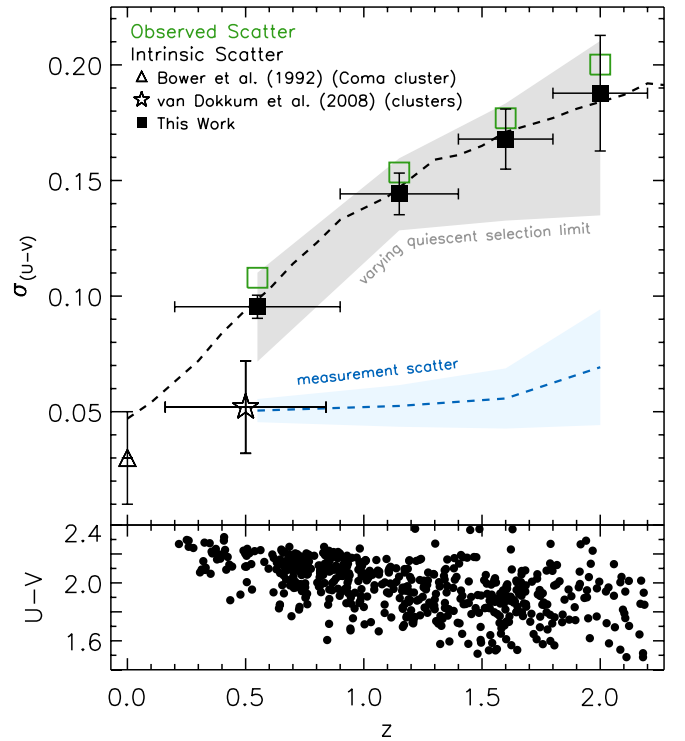 Observed Scatter
Intrinsic Scatter
Bower et al. (1992) (Coma cluster)
van Dokkum et al. (2008) (clusters)
This Work
0.20
0.15
0.10
0.05
σ(U−V)
varying quiescent selection limit
measurement scatter
2.4
2.0
1.6
U−V
0.0 0.5 1.0 1.5 2.0
z